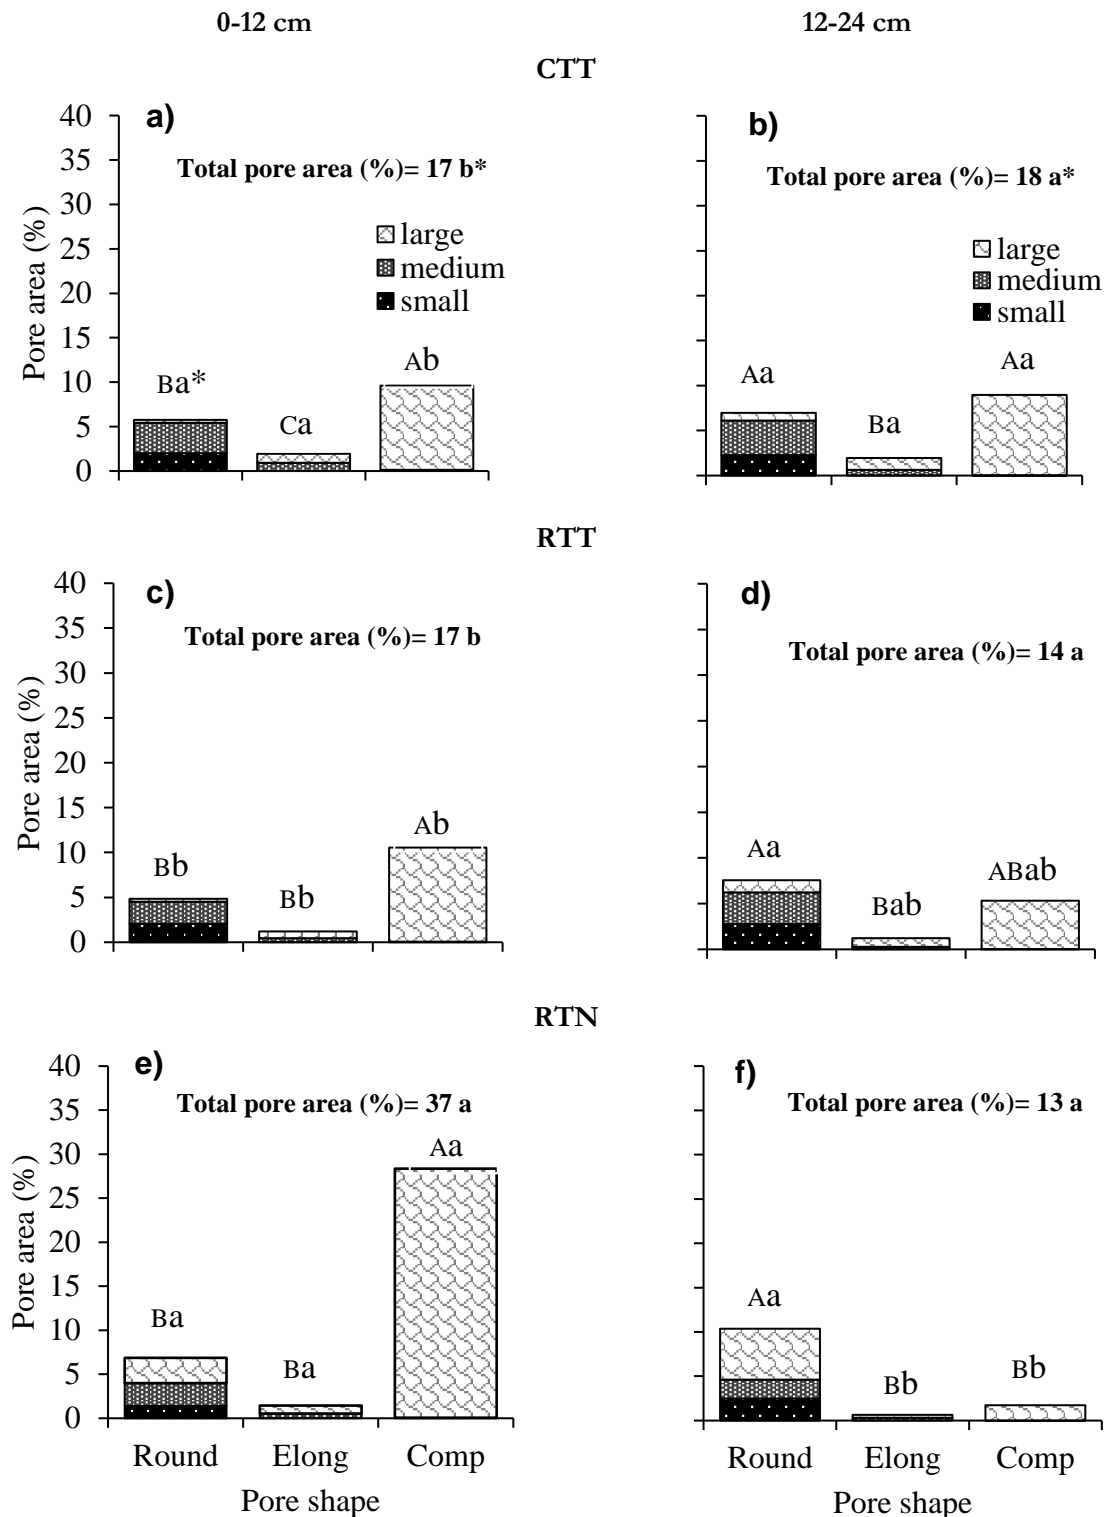 0-12 cm
12-24 cm
CTT
a)
Total pore area (%)= 17 b*
large
medium
small
40
35
30
25
20
15
10
5
0
Pore area (%)
Ba*
Ca
Ab
b)
Total pore area (%)= 18 a*
large
medium
small
Aa
Ba
Aa
RTT
c)
Total pore area (%)= 17 b
40
35
30
25
20
15
10
5
0
Pore area (%)
Bb
Bb
Ab
d)
Total pore area (%)= 14 a
Aa
Bab
ABab
RTN
e)
Total pore area (%)= 37 a
40
35
30
25
20
15
10
5
0
Pore area (%)
Ba
Ba
Aa
Round Elong Comp
Pore shape
f)
Total pore area (%)= 13 a
Aa
Bb
Bb
Round Elong Comp
Pore shape